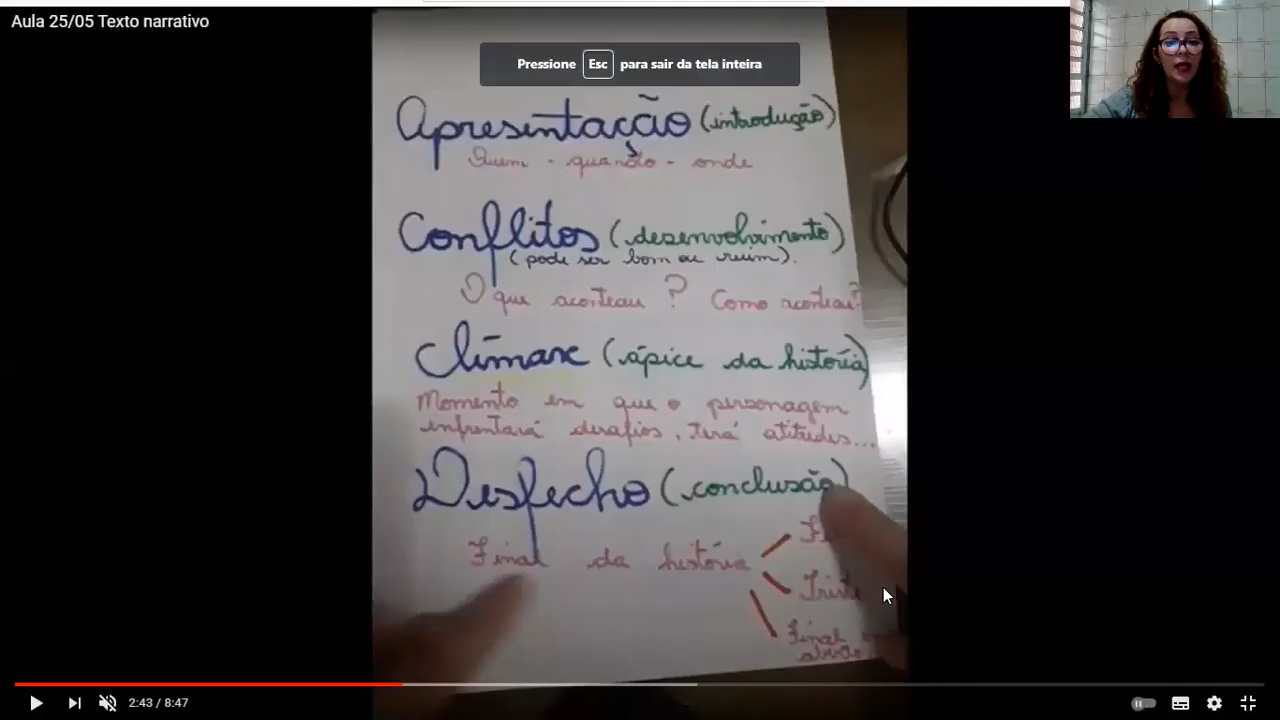 Aula 25/05 Texto narrativo
Pressione Esc para sair da tela inteira
Apresentação (introdução)
Quem - quando - onde
Conflitos (desenvolvimento)
(pode ser bom ou ruim).
O que aconteceu? Como aconteceu?
Clímax (ápice da história)
Momento em que o personagem
enfrentará desafios, terá atitudes...
Desfecho (conclusão)
Final da história
Triste
Final
aberto
2:43 / 8:47